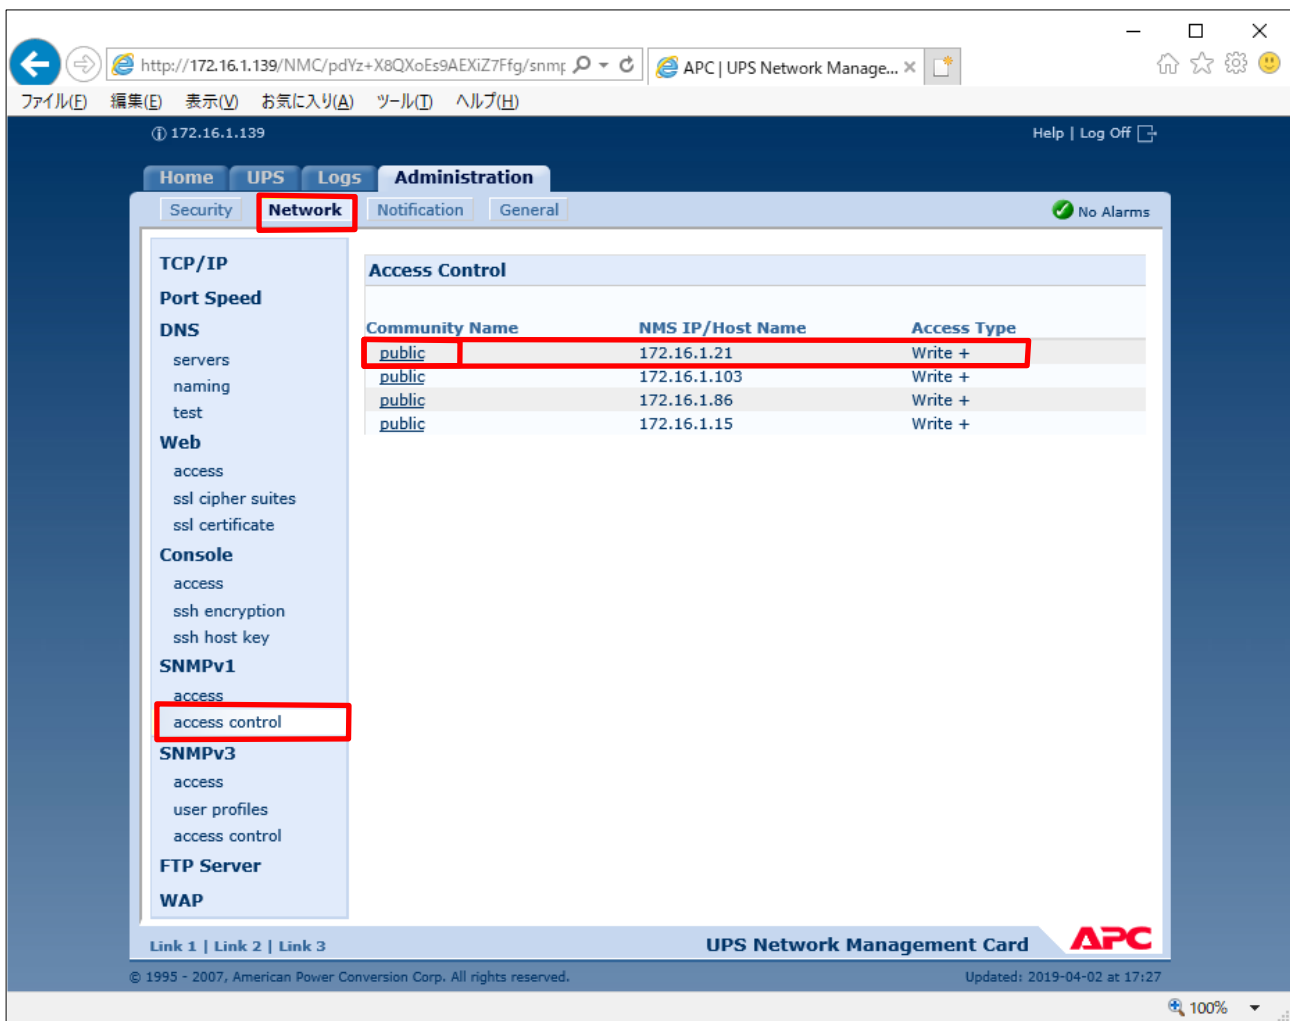 http://172.16.1.139/NMC/pdYz+X8QXoEs9AEXiZ7Ffg/snmp
APC | UPS Network Manage...
ファイル(F) 編集(E) 表示(V) お気に入り(A) ツール(T) ヘルプ(H)
172.16.1.139
Help | Log Off
Home UPS Logs Administration
Security Network Notification General
No Alarms
TCP/IP
Port Speed
DNS
servers
naming
test
Web
access
ssl cipher suites
ssl certificate
Console
access
ssh encryption
ssh host key
SNMPv1
access
access control
SNMPv3
access
user profiles
access control
FTP Server
WAP
Access Control
Community Name NMS IP/Host Name Access Type
public 172.16.1.21 Write +
public 172.16.1.103 Write +
public 172.16.1.86 Write +
public 172.16.1.15 Write +
Link 1 | Link 2 | Link 3
UPS Network Management Card
APC
© 1995 - 2007, American Power Conversion Corp. All rights reserved.
Updated: 2019-04-02 at 17:27
100%